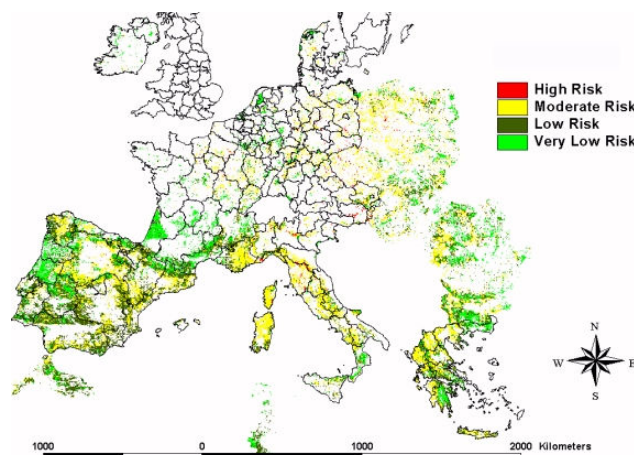 High Risk
Moderate Risk
Low Risk
Very Low Risk
N
W E
S
1000 0 1000 2000 Kilometers